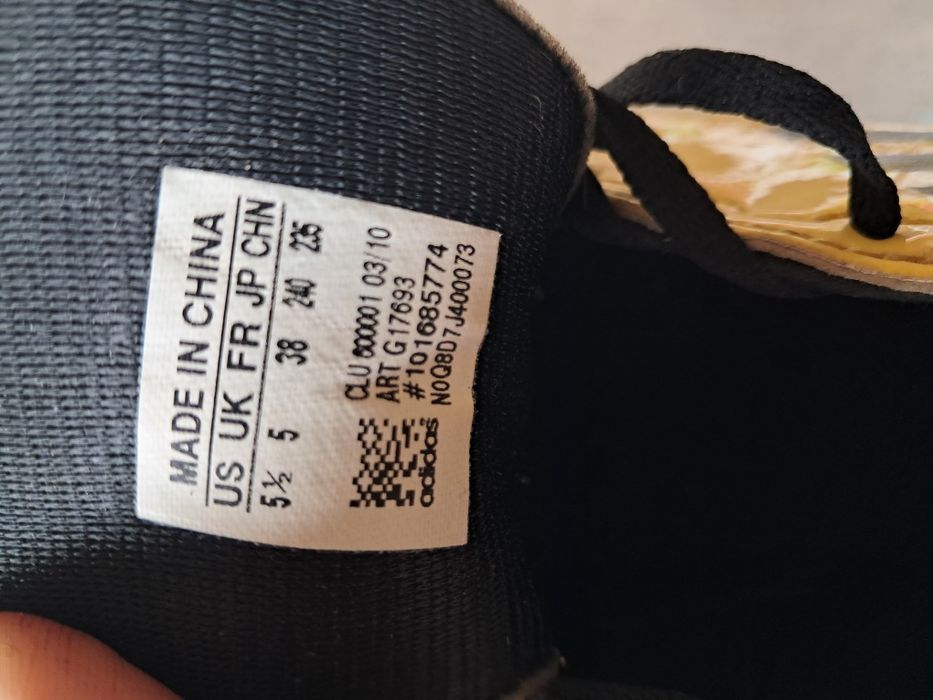 MADE IN CHINA
US UK FR JP CHN
5½ 5 38 240 235
CLU 600001 03/10
ART G17693
#101685774
N0Q8D7J400073
adidas